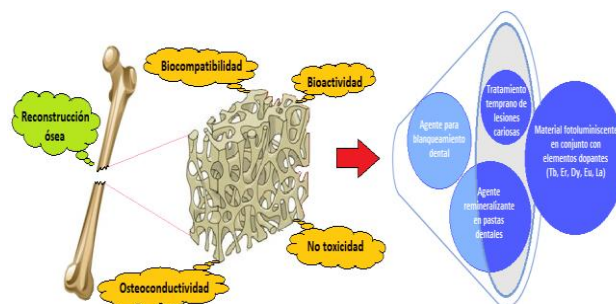 Biocompatibilidad
Bioactividad
Reconstrucción
ósea
No toxicidad
Osteoconductividad
Agente para
blanqueamiento
dental
Tratamiento
temprano de
lesiones
cariosas
Agente
remineralizante
en pastas
dentales
Material fotoluminiscente
en conjunto con
elementos dopantes
(Tb, Er, Dy, Eu, La)